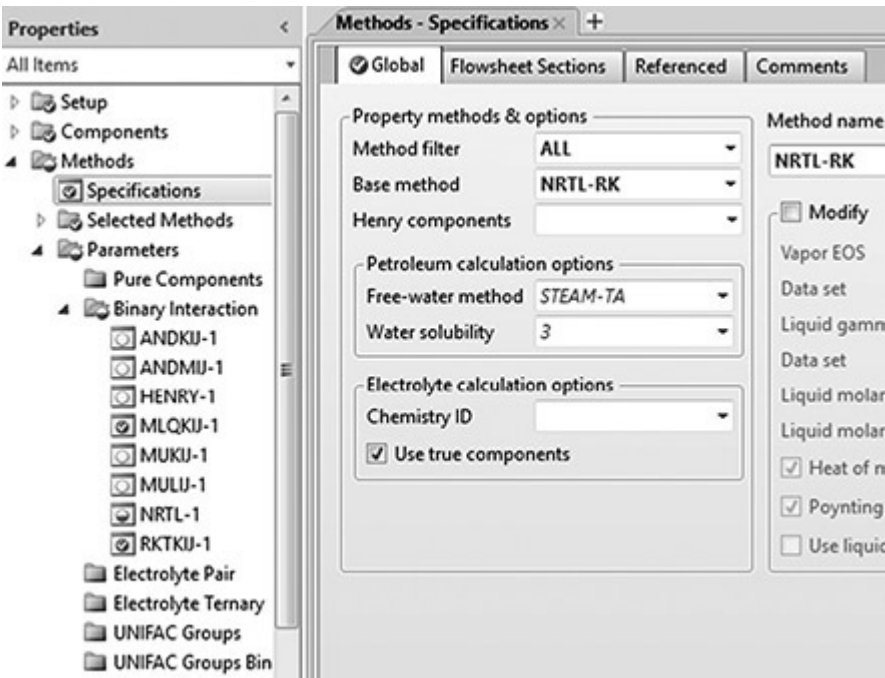 Properties
All Items
Setup
Components
Methods
Specifications
Selected Methods
Parameters
Pure Components
Binary Interaction
ANDKIJ-1
ANDMIJ-1
HENRY-1
MLQKIJ-1
MUKIJ-1
MULIJ-1
NRTL-1
RKTKIJ-1
Electrolyte Pair
Electrolyte Ternary
UNIFAC Groups
UNIFAC Groups Bin
Methods - Specifications × +
Global Flowsheet Sections Referenced Comments
Property methods & options
Method filter ALL
Base method NRTL-RK
Henry components
Petroleum calculation options
Free-water method STEAM-TA
Water solubility 3
Electrolyte calculation options
Chemistry ID
Use true components
Method name
NRTL-RK
Modify
Vapor EOS
Data set
Liquid gamm
Data set
Liquid molar
Liquid molar
Heat of m
Poynting
Use liquid